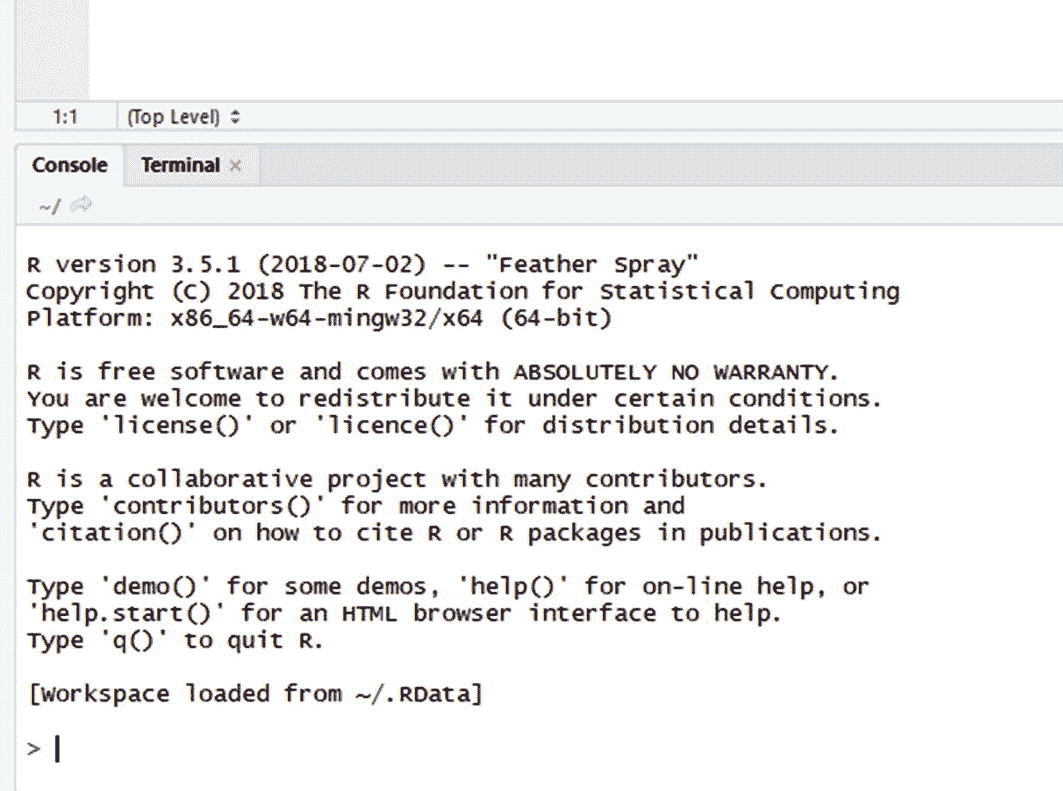 1:1 (Top Level)
Console Terminal ×
~/
R version 3.5.1 (2018-07-02) -- "Feather Spray"
Copyright (C) 2018 The R Foundation for Statistical Computing
Platform: x86_64-w64-mingw32/x64 (64-bit)
R is free software and comes with ABSOLUTELY NO WARRANTY.
You are welcome to redistribute it under certain conditions.
Type 'license()' or 'licence()' for distribution details.
R is a collaborative project with many contributors.
Type 'contributors()' for more information and
'citation()' on how to cite R or R packages in publications.
Type 'demo()' for some demos, 'help()' for on-line help, or
'help.start()' for an HTML browser interface to help.
Type 'q()' to quit R.
[Workspace loaded from ~/.RData]
>